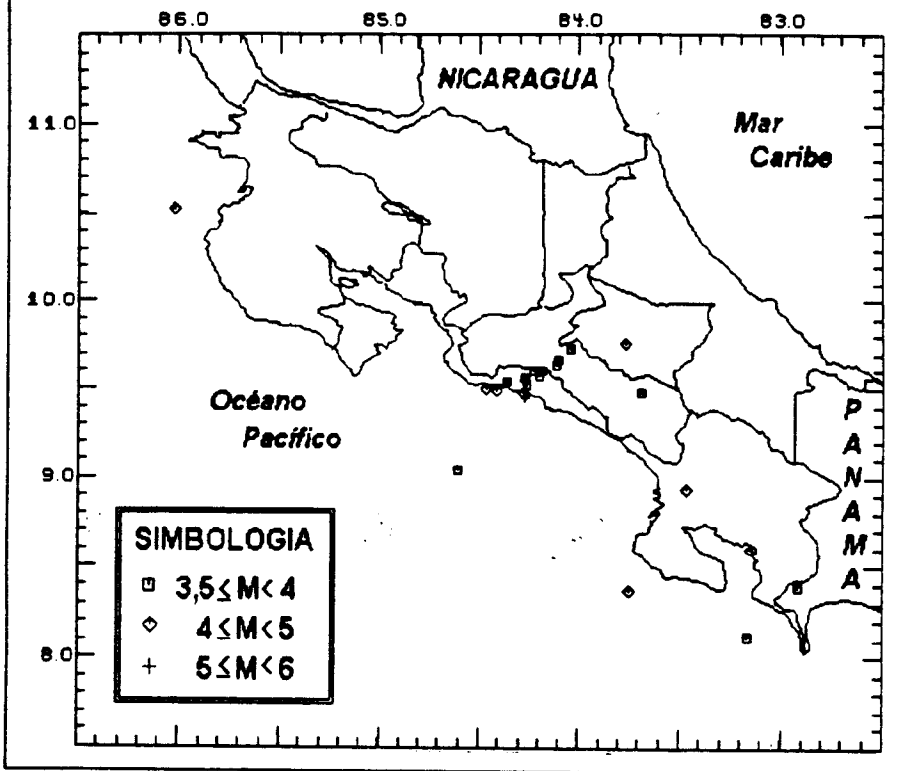 86.0 85.0 84.0 83.0
NICARAGUA
11.0
Mar
Caribe
10.0
Océano
Pacífico
9.0
PANAMA
SIMBOLOGIA
3,5≤M<4
4≤M<5
5≤M<6
8.0